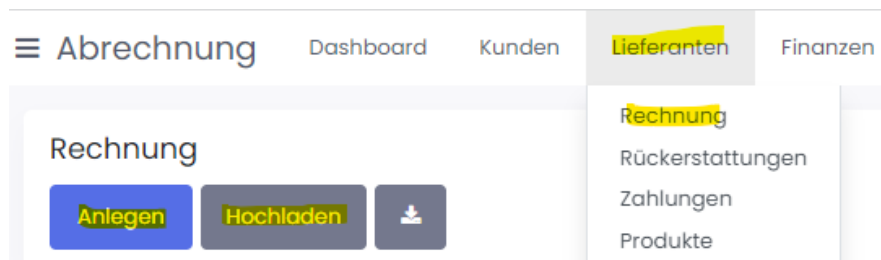 Abrechnung Dashboard Kunden Lieferanten Finanzen
Rechnung
Rückerstattungen
Zahlungen
Produkte
Rechnung
Anlegen Hochladen